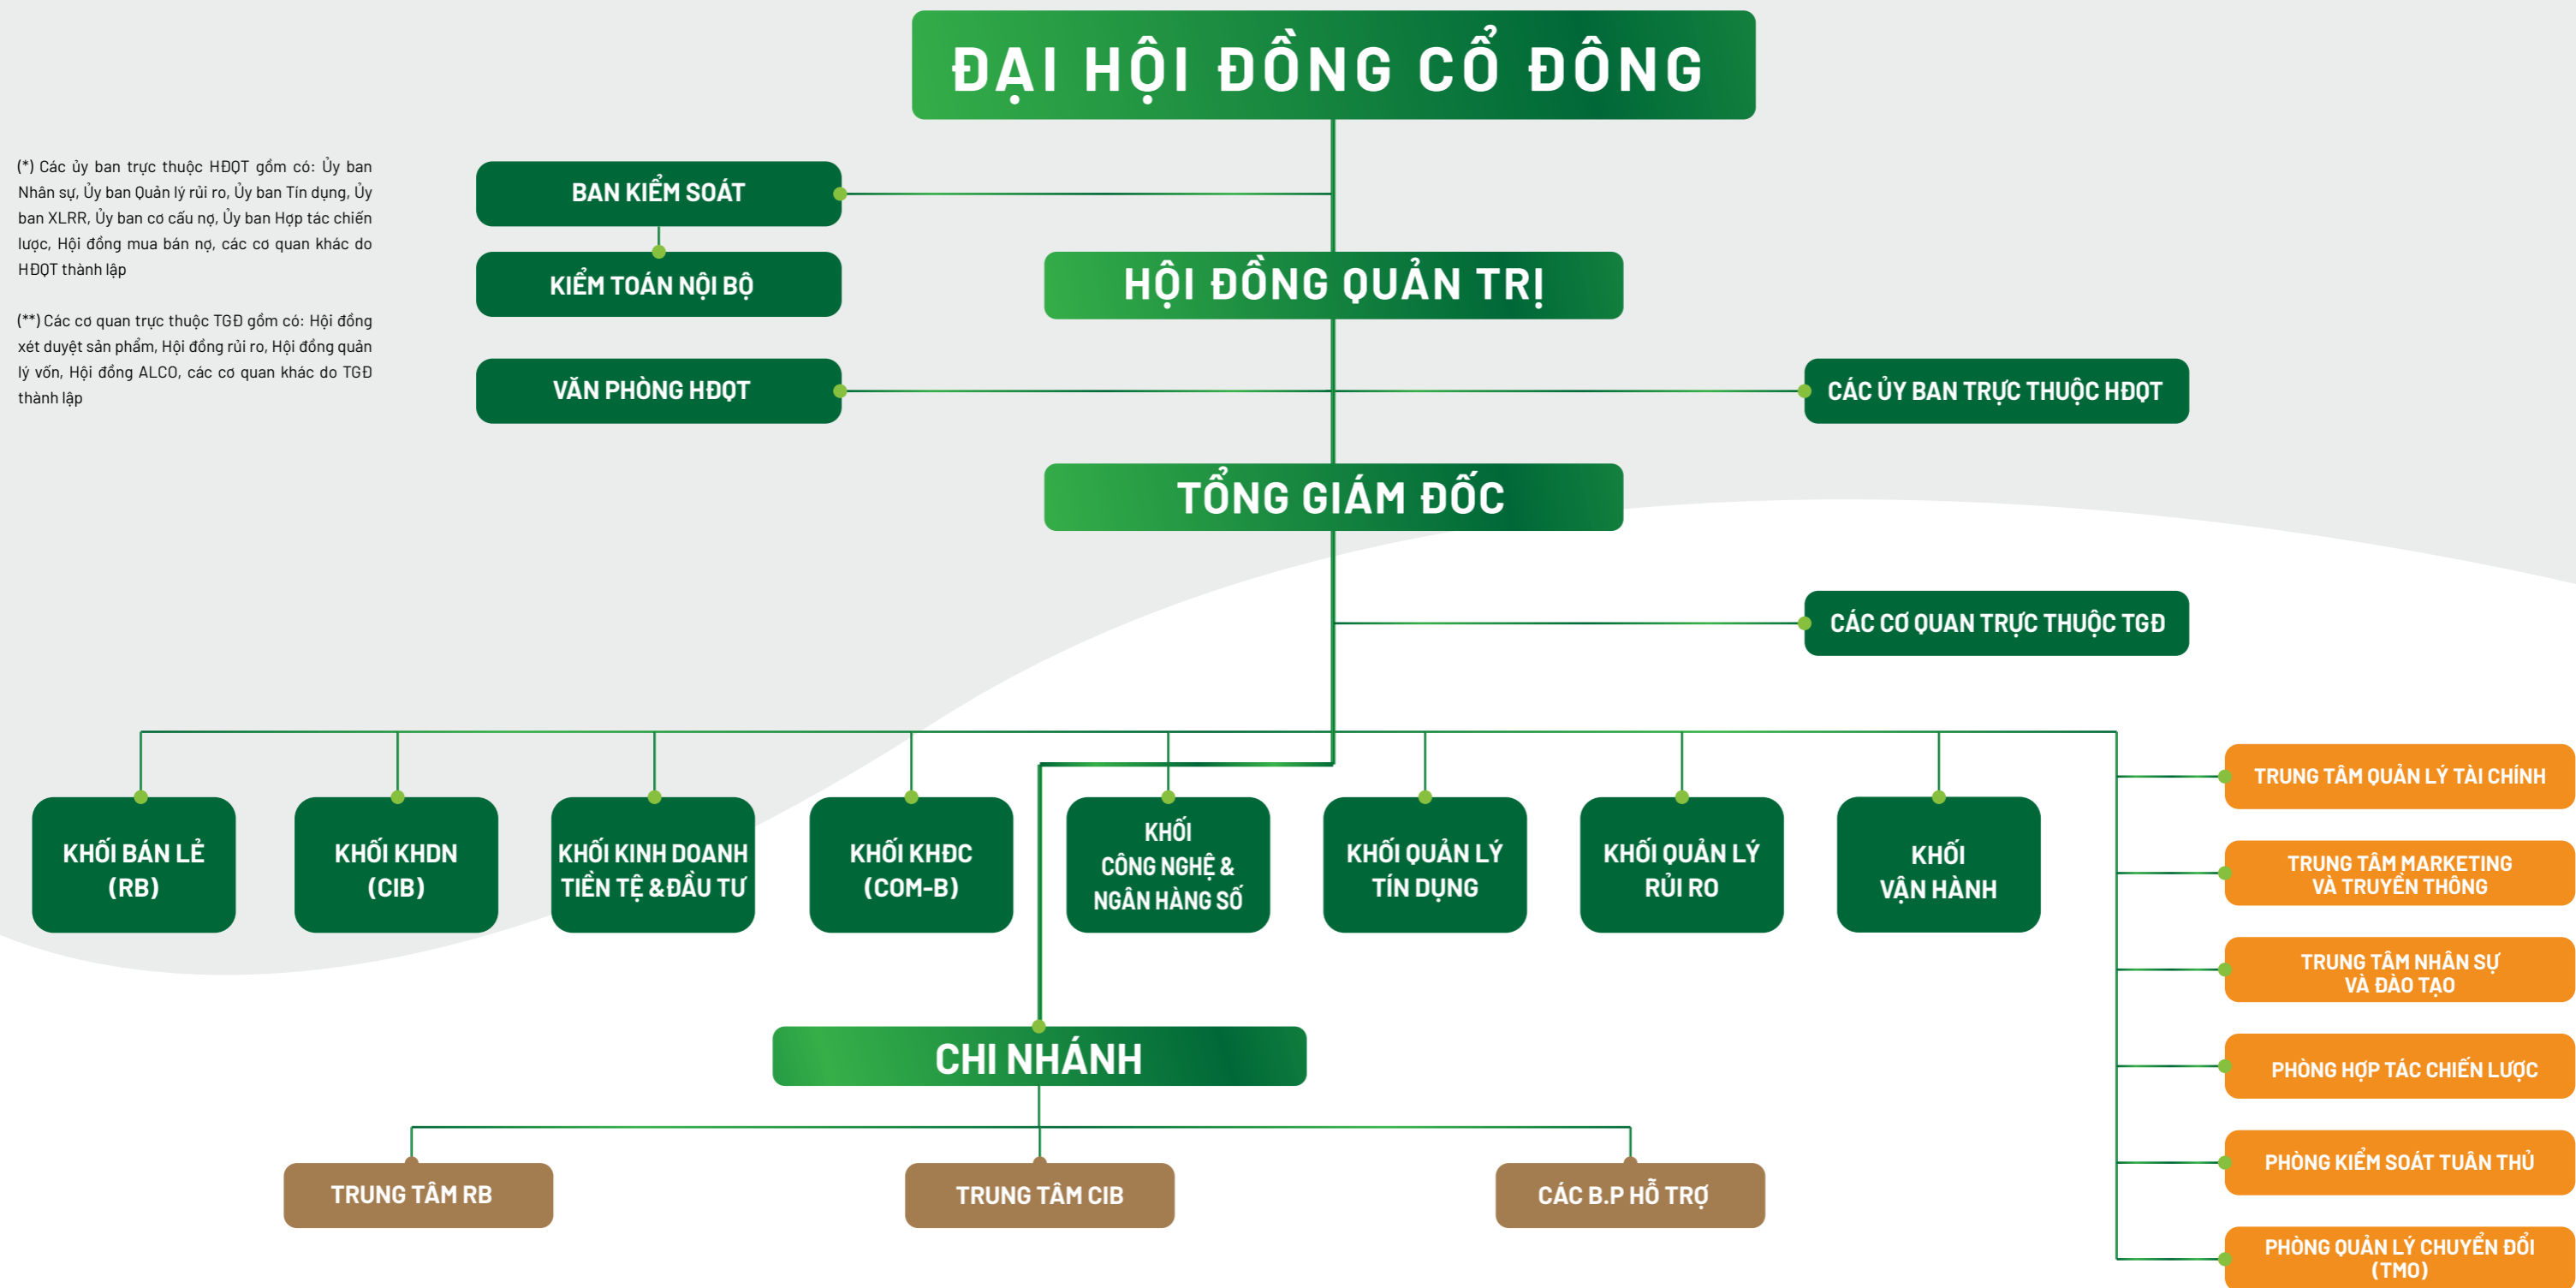 ĐẠI HỘI ĐỒNG CỔ ĐÔNG
(*) Các ủy ban trực thuộc HĐQT gồm có: Ủy ban
Nhân sự, Ủy ban Quản lý rủi ro, Ủy ban Tín dụng, Ủy
ban XLRR, Ủy ban cơ cấu nợ, Ủy ban Hợp tác chiến
lược, Hội đồng mua bán nợ, các cơ quan khác do
HĐQT thành lập
(**) Các cơ quan trực thuộc TGĐ gồm có: Hội đồng
xét duyệt sản phẩm, Hội đồng rủi ro, Hội đồng quản
lý vốn, Hội đồng ALCO, các cơ quan khác do TGĐ
thành lập
BAN KIỂM SOÁT
KIỂM TOÁN NỘI BỘ
HỘI ĐỒNG QUẢN TRỊ
VĂN PHÒNG HĐQT
CÁC ỦY BAN TRỰC THUỘC HĐQT
TỔNG GIÁM ĐỐC
CÁC CƠ QUAN TRỰC THUỘC TGĐ
KHỐI BÁN LẺ
(RB)
KHỐI KHDN
(CIB)
KHỐI KINH DOANH
TIỀN TỆ &ĐẦU TƯ
KHỐI KHĐC
(COM-B)
KHỐI
CÔNG NGHỆ &
NGÂN HÀNG SỐ
KHỐI QUẢN LÝ
TÍN DỤNG
KHỐI QUẢN LÝ
RỦI RO
KHỐI
VẬN HÀNH
TRUNG TÂM QUẢN LÝ TÀI CHÍNH
TRUNG TÂM MARKETING
VÀ TRUYỀN THÔNG
TRUNG TÂM NHÂN SỰ
VÀ ĐÀO TẠO
PHÒNG HỢP TÁC CHIẾN LƯỢC
PHÒNG KIỂM SOÁT TUÂN THỦ
PHÒNG QUẢN LÝ CHUYỂN ĐỔI
(TMO)
CHI NHÁNH
TRUNG TÂM RB
TRUNG TÂM CIB
CÁC B.P HỖ TRỢ